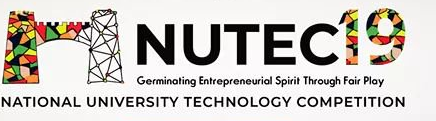 NUTEC19
Germinating Entrepreneurial Spirit Through Fair Play
NATIONAL UNIVERSITY TECHNOLOGY COMPETITION